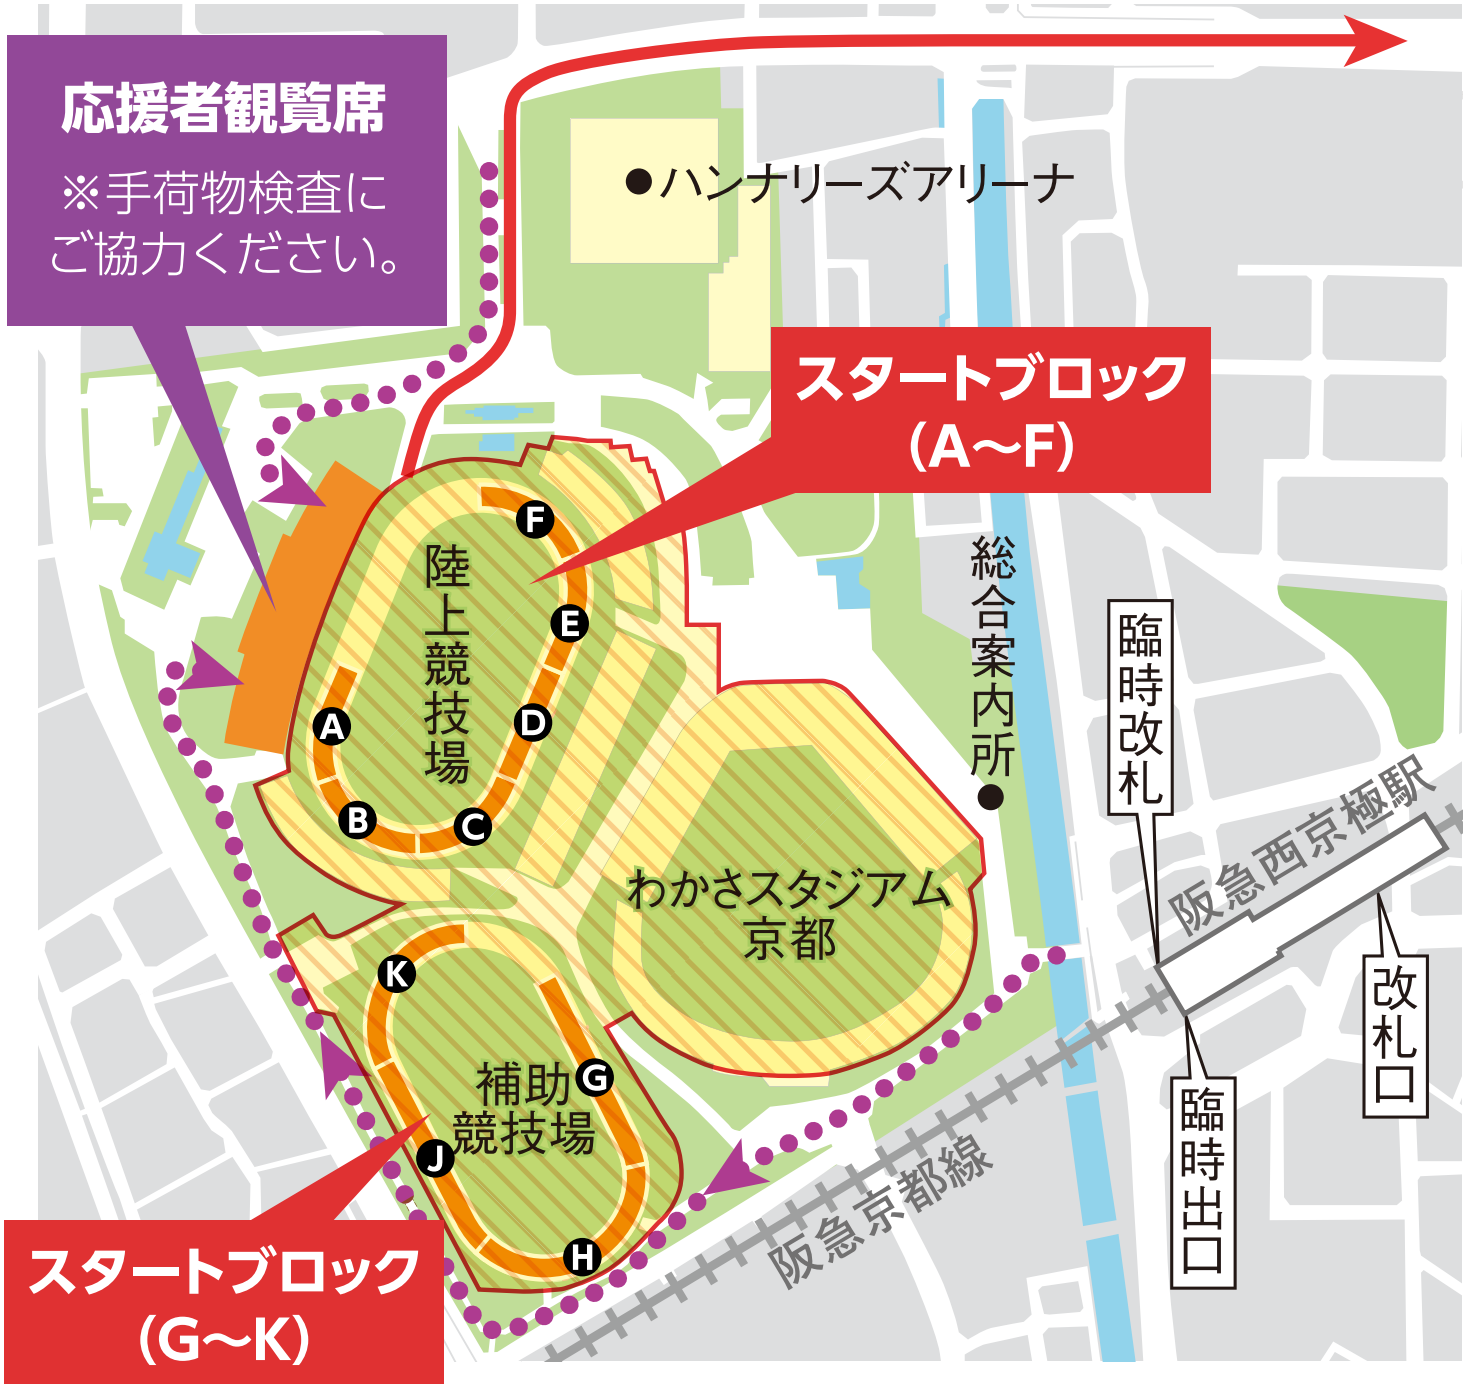 応援者観覧席
※手荷物検査に
ご協力ください。
ハンナリーズアリーナ
スタートブロック
(A〜F)
陸上競技場
F
E
D
A
B
C
総合案内所
臨時改札
阪急西京極駅
わかさスタジアム
京都
改札口
臨時出口
K
G
補助
競技場
J
H
阪急京都線
スタートブロック
(G〜K)